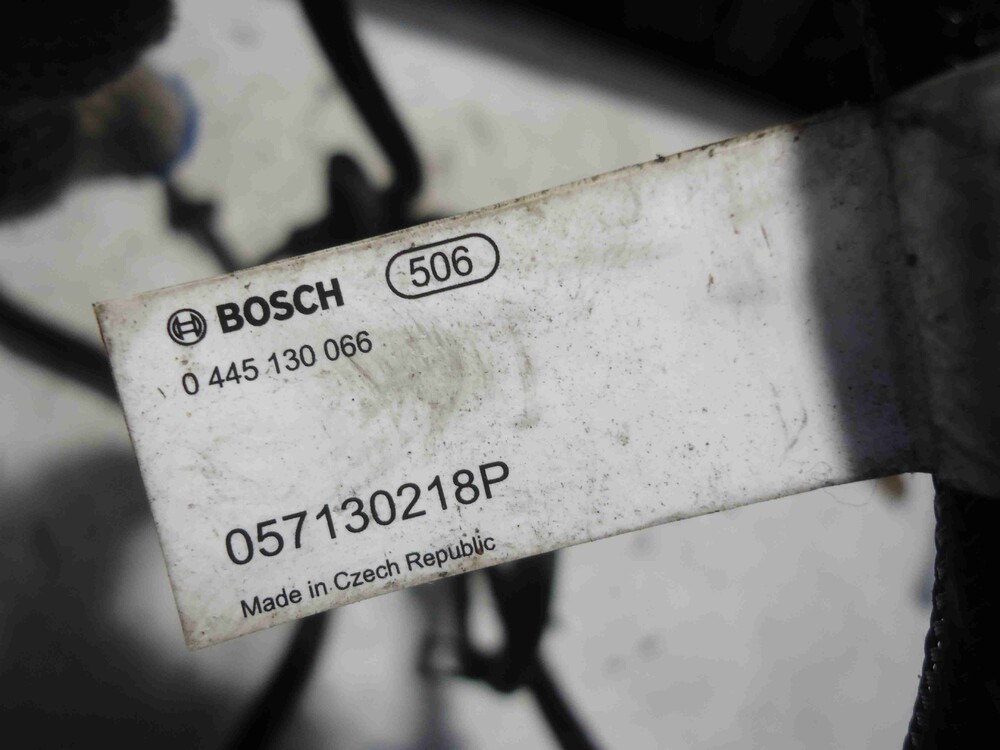 BOSCH 506
0 445 130 066
057130218P
Made in Czech Republic